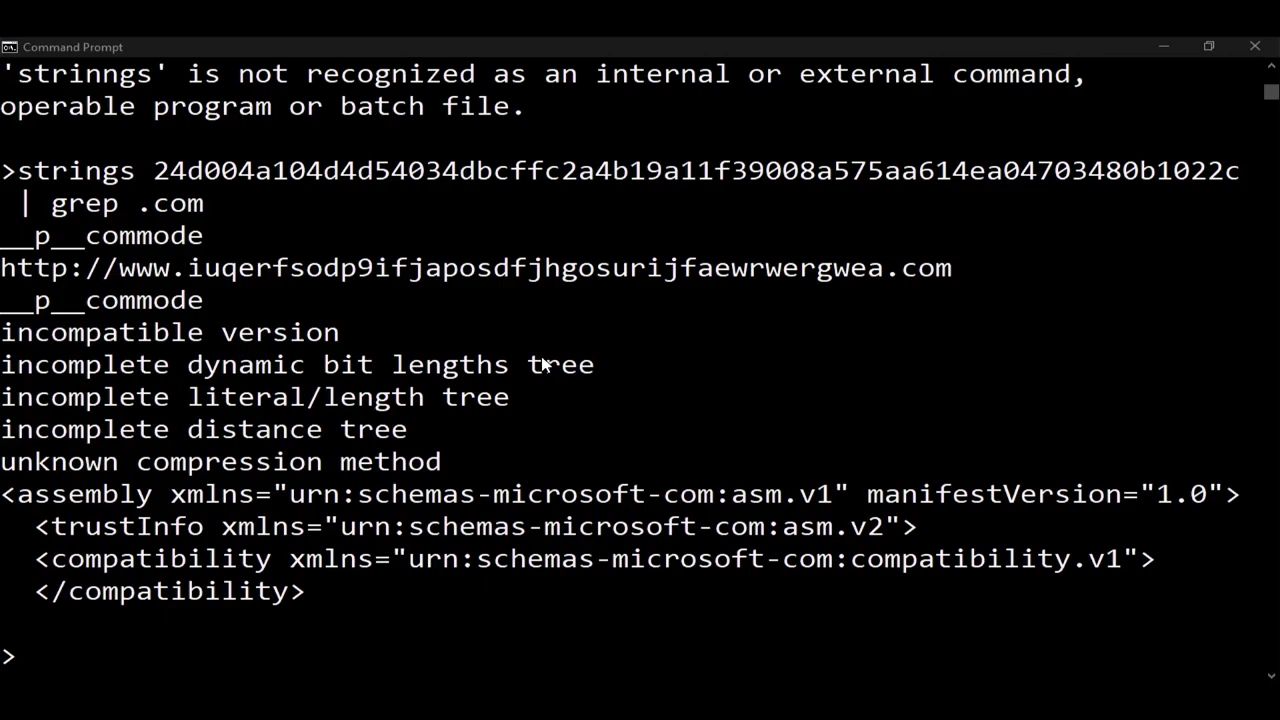 Command Prompt
'strinngs' is not recognized as an internal or external command,
operable program or batch file.
>strings 24d004a104d4d54034dbcffc2a4b19a11f39008a575aa614ea04703480b1022c
 | grep .com
__p__commode
http://www.iuqerfsodp9ifjaposdfjhgosurijfaewrwergwea.com
__p__commode
incompatible version
incomplete dynamic bit lengths tree
incomplete literal/length tree
incomplete distance tree
unknown compression method
<assembly xmlns="urn:schemas-microsoft-com:asm.v1" manifestVersion="1.0">
  <trustInfo xmlns="urn:schemas-microsoft-com:asm.v2">
  <compatibility xmlns="urn:schemas-microsoft-com:compatibility.v1">
  </compatibility>
>